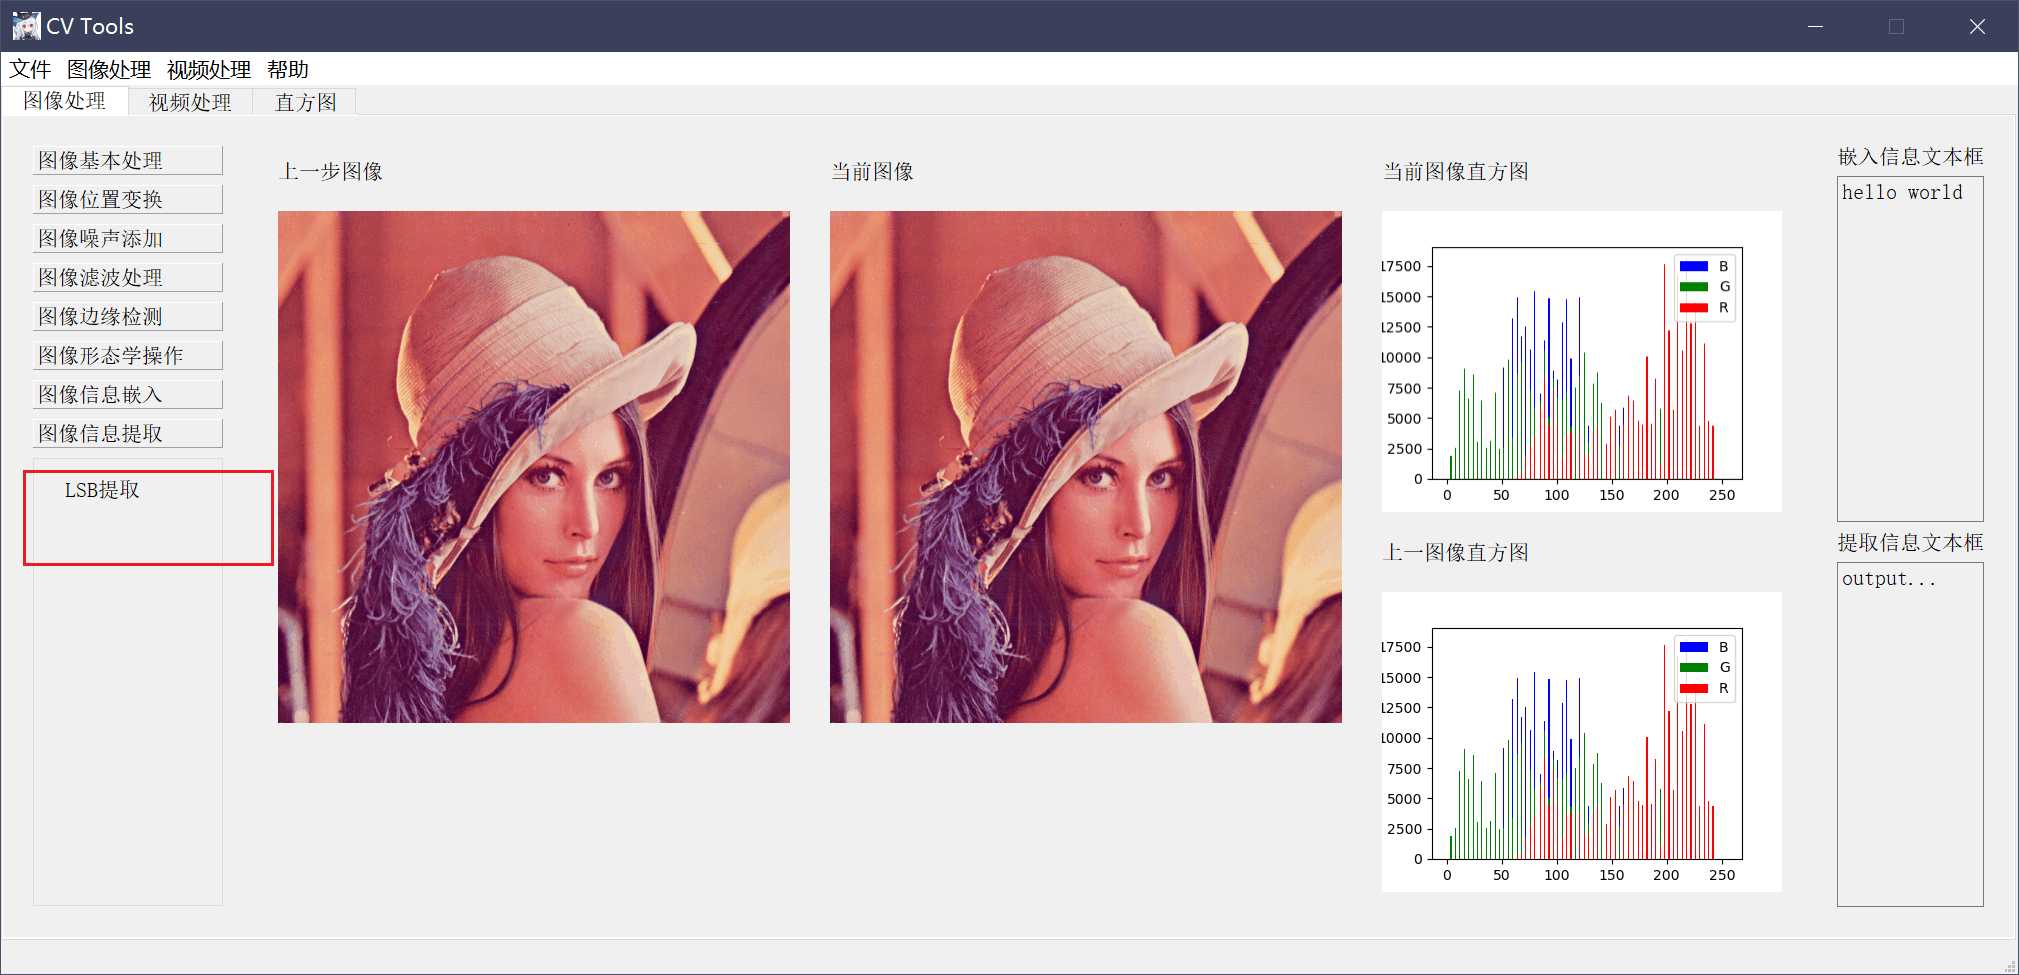 CV Tools
文件 图像处理 视频处理 帮助
图像处理 视频处理 直方图
图像基本处理
图像位置变换
图像噪声添加
图像滤波处理
图像边缘检测
图像形态学操作
图像信息嵌入
图像信息提取
LSB提取
上一步图像
当前图像
当前图像直方图
17500
15000
12500
10000
7500
5000
2500
0
0 50 100 150 200 250
B
G
R
上一图像直方图
17500
15000
12500
10000
7500
5000
2500
0
0 50 100 150 200 250
B
G
R
嵌入信息文本框
hello world
提取信息文本框
output...